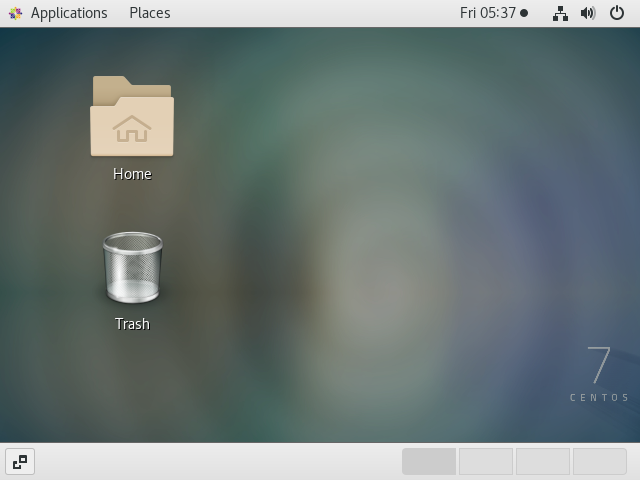 Applications Places Fri 05:37
Home
Trash
7
CENTOS